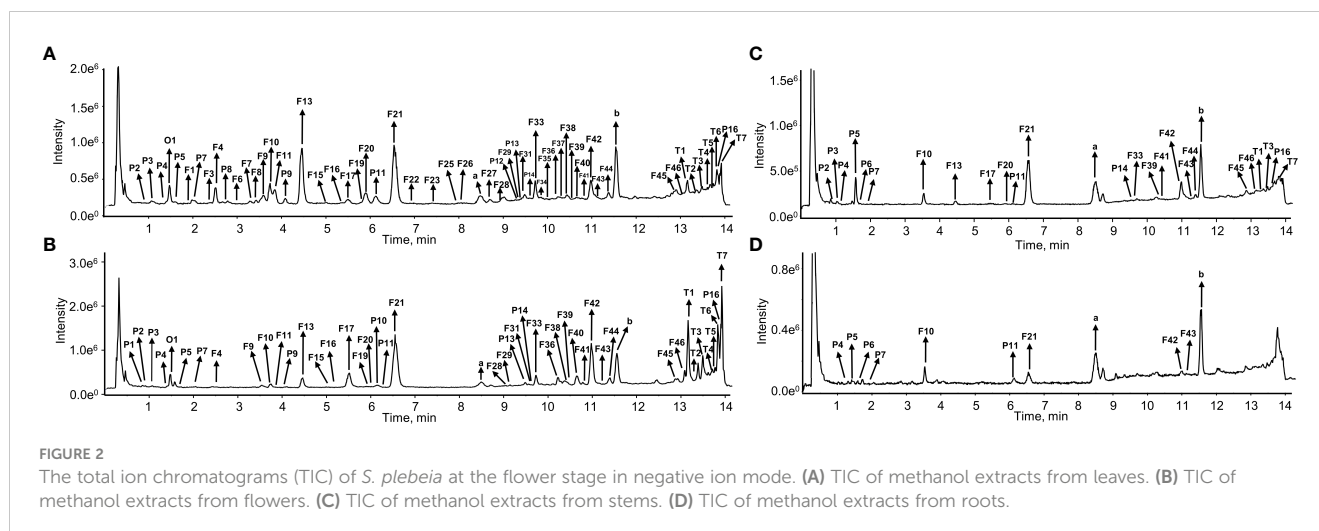 A
2.0e6
1.5e6
1.0e6
0.5e6
0.0e6
Intensity
P2 P3 P4 O1 P5 F1 P7 F3 F4 P8 F6 F7 F8 F9 F10 F11 P9 F13 F15 F16 F17 F19 F20 P11 F21 F22 F23 F25 F26 a F27 F28 P12 F29 P13 F31 P14 F33 F34 F35 F36 F37 F38 F39 F40 F41 F42 F43 F44 b F45 F46 T1 T2 T3 T4 T5 T6 P16 T7
1 2 3 4 5 6 7 8 9 10 11 12 13 14
Time, min
B
3.0e6
2.0e6
1.0e6
0.0e6
Intensity
P1 P2 P3 P4 O1 P5 P7 F4 F9 F10 F11 P9 F13 F15 F16 F17 F19 F20 P10 P11 F21 a F28 F29 P13 F31 P14 F33 F36 F38 F39 F40 F41 F42 F43 F44 b F45 F46 T1 T2 T3 T4 T5 T6 P16 T7
1 2 3 4 5 6 7 8 9 10 11 12 13 14
Time, min
C
1.5e6
1.0e6
5.0e5
0.0e0
Intensity
P2 P3 P4 P5 P6 P7 F10 F13 F17 F20 P11 F21 a P14 F33 F39 F41 F42 F43 F44 b F45 F46 T1 T3 P16 T7
1 2 3 4 5 6 7 8 9 10 11 12 13 14
Time, min
D
0.8e6
0.4e6
0.0e6
Intensity
P4 P5 P6 P7 F10 P11 F21 a F42 F43 b
1 2 3 4 5 6 7 8 9 10 11 12 13 14
Time, min
FIGURE 2
The total ion chromatograms (TIC) of S. plebeia at the flower stage in negative ion mode. (A) TIC of methanol extracts from leaves. (B) TIC of
methanol extracts from flowers. (C) TIC of methanol extracts from stems. (D) TIC of methanol extracts from roots.